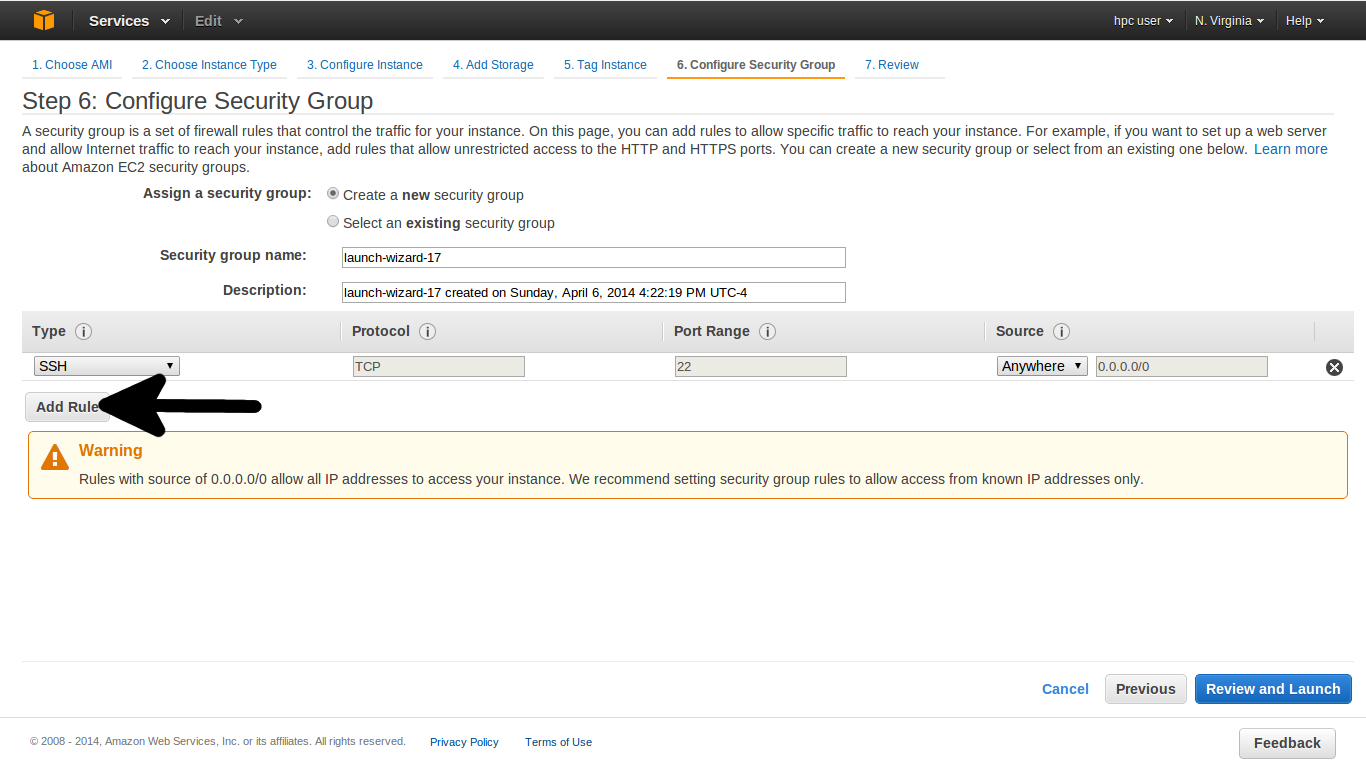 Services Edit hpc user N. Virginia Help
1. Choose AMI 2. Choose Instance Type 3. Configure Instance 4. Add Storage 5. Tag Instance 6. Configure Security Group 7. Review
Step 6: Configure Security Group
A security group is a set of firewall rules that control the traffic for your instance. On this page, you can add rules to allow specific traffic to reach your instance. For example, if you want to set up a web server
and allow Internet traffic to reach your instance, add rules that allow unrestricted access to the HTTP and HTTPS ports. You can create a new security group or select from an existing one below. Learn more
about Amazon EC2 security groups.
Assign a security group: Create a new security group
Select an existing security group
Security group name: launch-wizard-17
Description: launch-wizard-17 created on Sunday, April 6, 2014 4:22:19 PM UTC-4
Type i Protocol i Port Range i Source i
SSH TCP 22 Anywhere 0.0.0.0/0
Add Rule
Warning
Rules with source of 0.0.0.0/0 allow all IP addresses to access your instance. We recommend setting security group rules to allow access from known IP addresses only.
Cancel Previous Review and Launch
© 2008 - 2014, Amazon Web Services, Inc. or its affiliates. All rights reserved. Privacy Policy Terms of Use Feedback